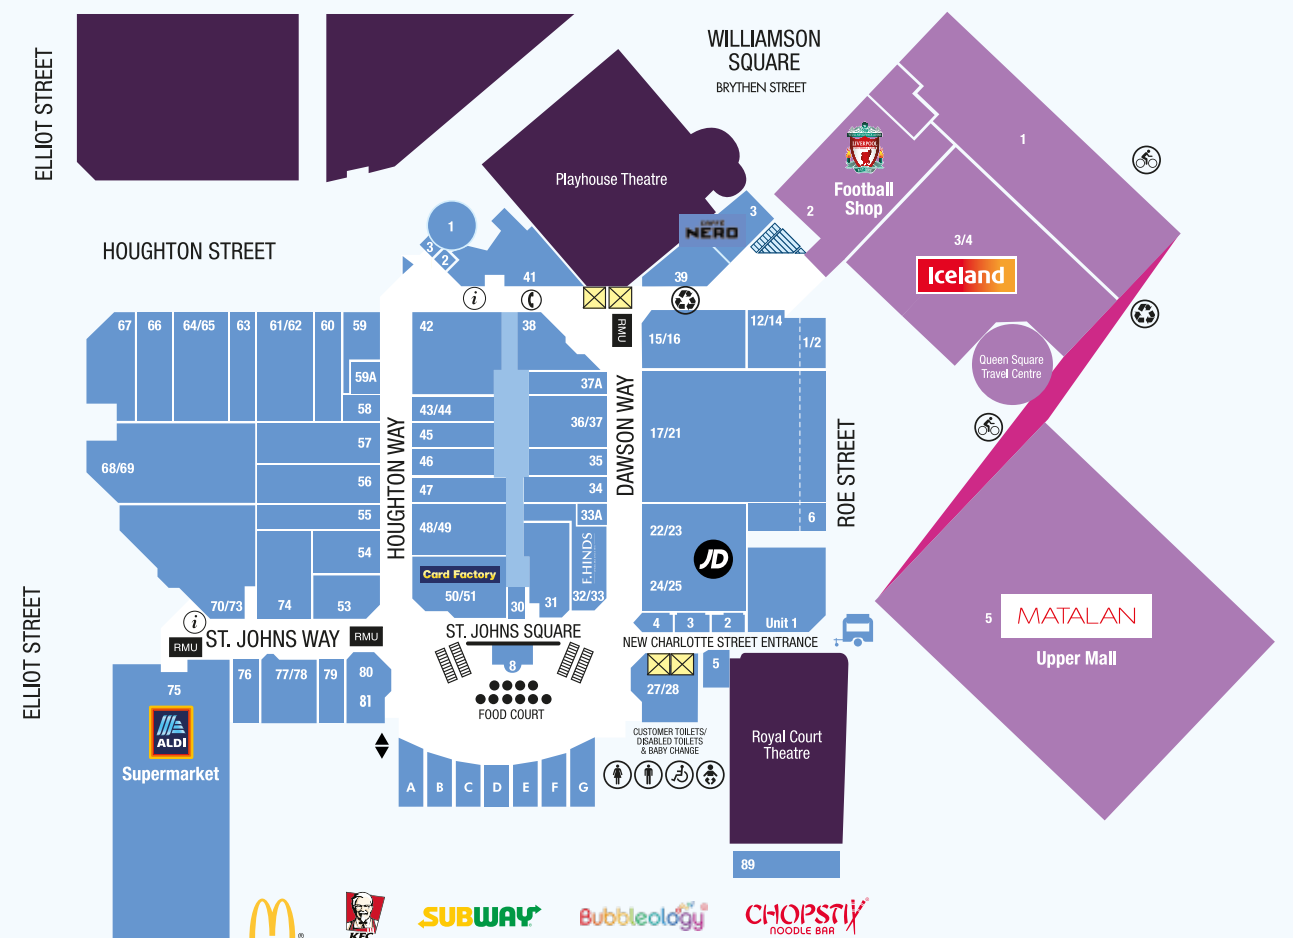 ELLIOT STREET
WILLIAMSON
SQUARE
BRYTHEN STREET
Playhouse Theatre
LIVERPOOL
Football
Shop
1
2
3
1
3
2
CAFFÈ
NERO
HOUGHTON STREET
3/4
Iceland
41
39
i
67
66
64/65
63
61/62
60
59
42
38
RMU
15/16
12/14
1/2
Queen Square
Travel Centre
59A
37A
58
43/44
36/37
57
45
17/21
HOUGHTON WAY
DAWSON WAY
ROE STREET
68/69
46
35
56
47
34
55
33A
6
48/49
22/23
54
F.HINDS
JD
Card Factory
24/25
50/51
30
31
32/33
70/73
74
53
i
4
3
2
Unit 1
5
MATALAN
Upper Mall
ELLIOT STREET
RMU
ST. JOHNS WAY
RMU
ST. JOHNS SQUARE
NEW CHARLOTTE STREET ENTRANCE
8
5
75
76
77/78
79
80
81
27/28
FOOD COURT
ALDI
Supermarket
CUSTOMER TOILETS/
DISABLED TOILETS
& BABY CHANGE
Royal Court
Theatre
A
B
C
D
E
F
G
89
KFC
SUBWAY
Bubbleology
CHOPSTIX
NOODLE BAR